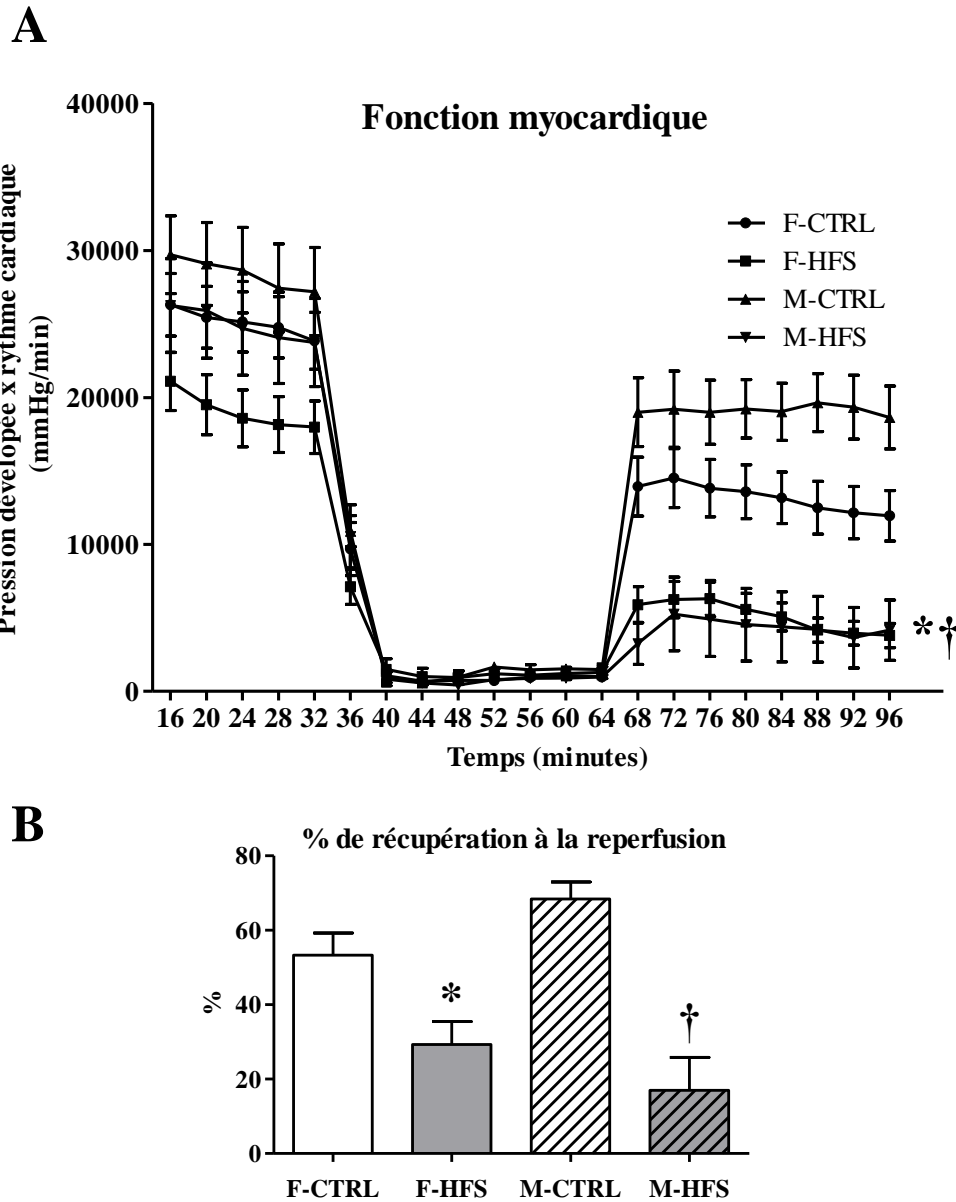 A
Fonction myocardique
Pression dévelopée x rythme cardiaque
(mmHg/min)
40000
30000
20000
10000
0
F-CTRL
F-HFS
M-CTRL
M-HFS
*†
16 20 24 28 32 36 40 44 48 52 56 60 64 68 72 76 80 84 88 92 96
Temps (minutes)
B
% de récupération à la reperfusion
%
80
60
40
20
0
*
†
F-CTRL F-HFS M-CTRL M-HFS